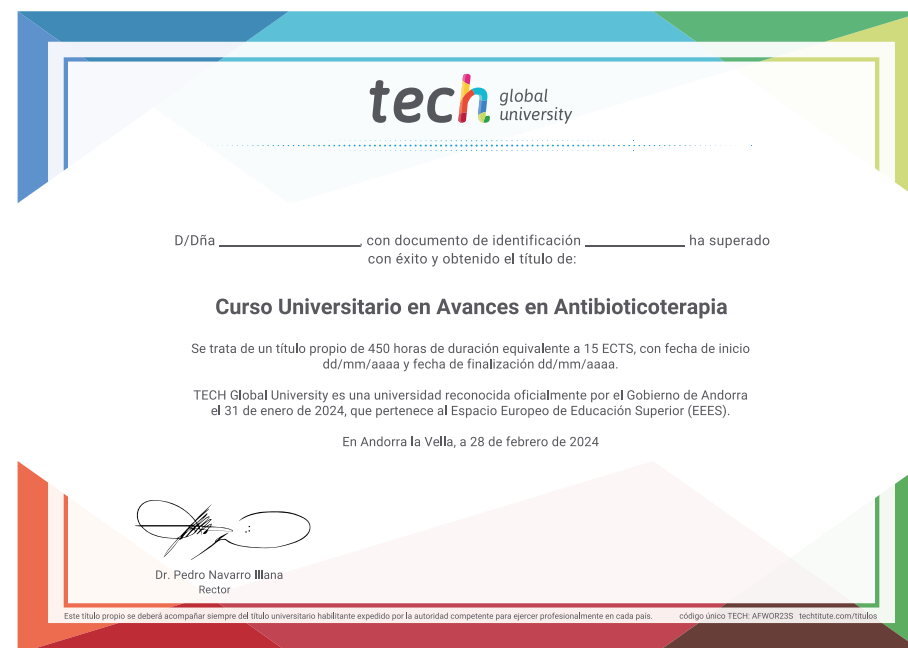 tech global university
D/Dña ______________, con documento de identificación __________ ha superado
con éxito y obtenido el título de:
Curso Universitario en Avances en Antibioticoterapia
Se trata de un título propio de 450 horas de duración equivalente a 15 ECTS, con fecha de inicio
dd/mm/aaaa y fecha de finalización dd/mm/aaaa.
TECH Global University es una universidad reconocida oficialmente por el Gobierno de Andorra
el 31 de enero de 2024, que pertenece al Espacio Europeo de Educación Superior (EEES).
En Andorra la Vella, a 28 de febrero de 2024
Dr. Pedro Navarro Illana
Rector
Este título propio se deberá acompañar siempre del título universitario habilitante expedido por la autoridad competente para ejercer profesionalmente en cada país. código único TECH: AFWOR23S techtitute.com/titulos